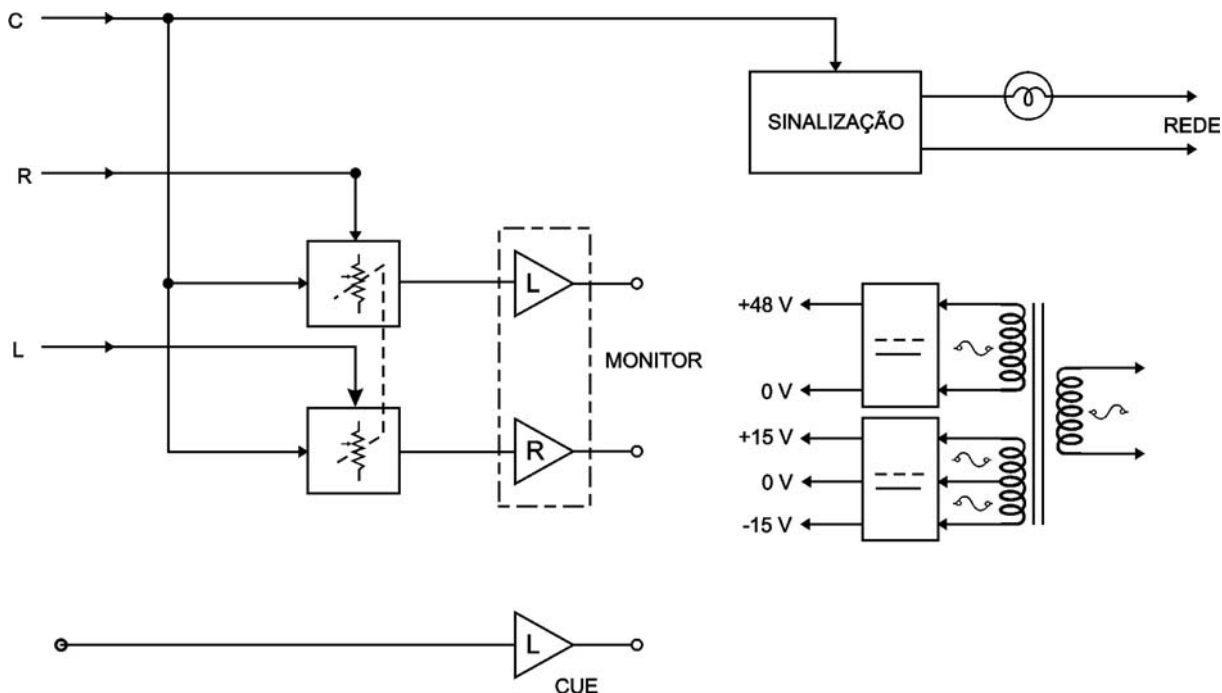 C
SINALIZAÇÃO
REDE
R
L
+48 V
MONITOR
L
0 V
+15 V
R
0 V
-15 V
L
CUE